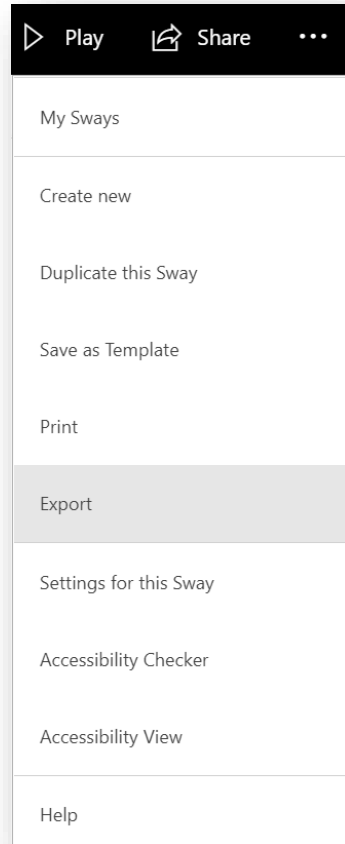 Play Share ...
My Sways
Create new
Duplicate this Sway
Save as Template
Print
Export
Settings for this Sway
Accessibility Checker
Accessibility View
Help